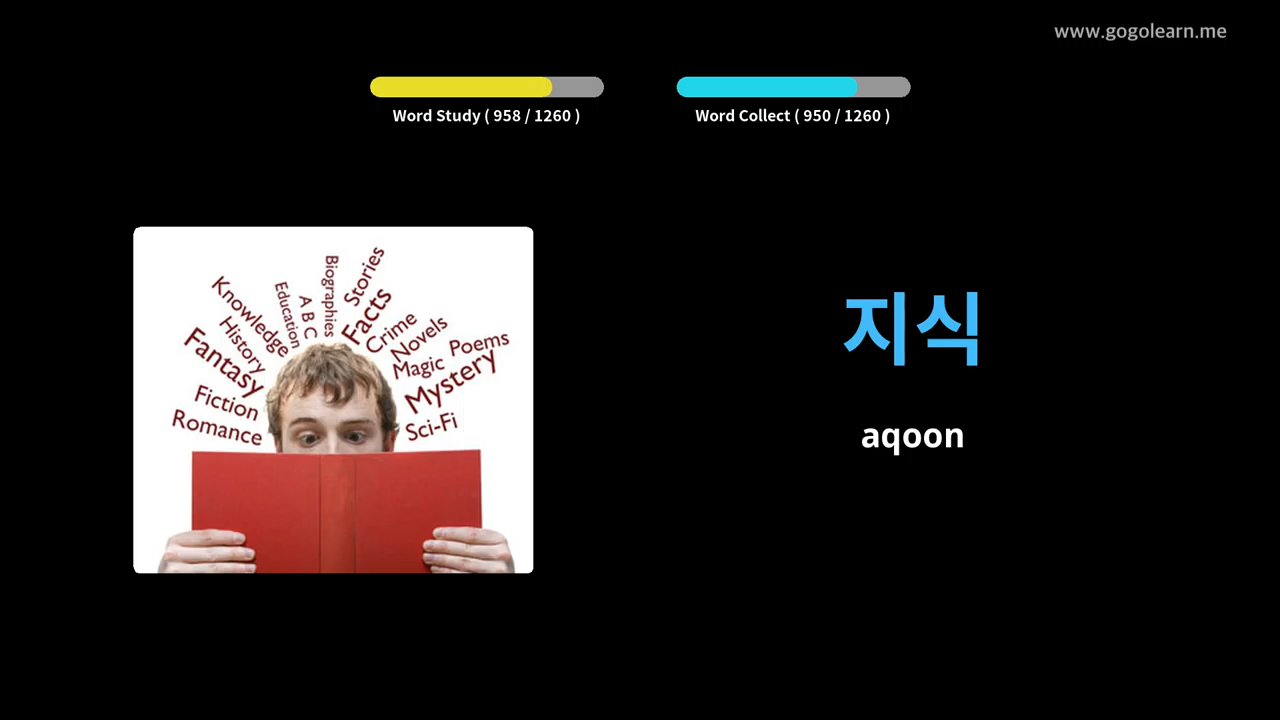 www.gogolearn.me
Word Study ( 958 / 1260 )
Word Collect ( 950 / 1260 )
Knowledge
History
Fantasy
Fiction
Romance
Education
A B C
Biographies
Stories
Facts
Crime
Novels
Magic
Poems
Mystery
Sci-Fi
지식
aqoon